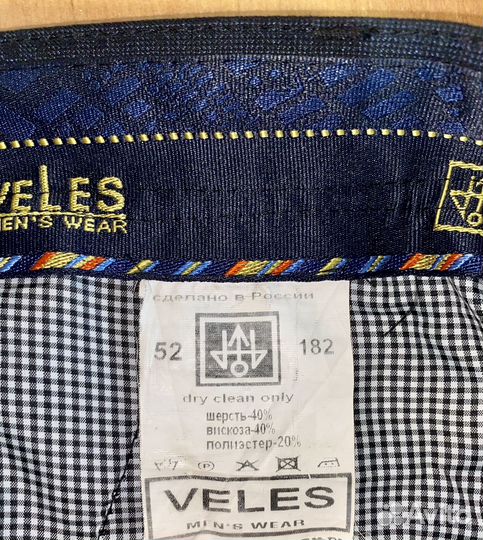 VELES
MEN'S WEAR
сделано в России
52 182
dry clean only
шерсть-40%
вискоза-40%
полиэстер-20%
VELES
MEN'S WEAR
Avito